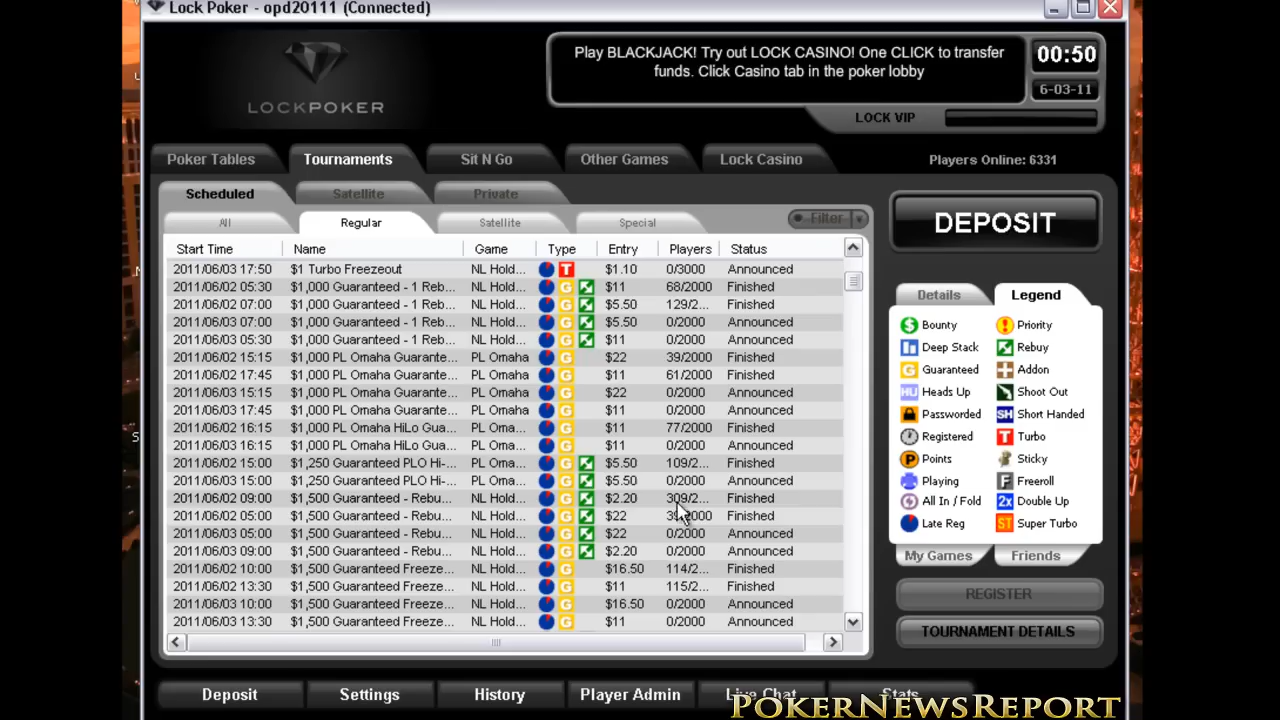 Lock Poker - opd20111 (Connected)
LOCKPOKER
Play BLACKJACK! Try out LOCK CASINO! One CLICK to transfer
funds. Click Casino tab in the poker lobby
00:50
6-03-11
LOCK VIP
Poker Tables Tournaments Sit N Go Other Games Lock Casino Players Online: 6331
Scheduled Satellite Private
All Regular Satellite Special Filter
DEPOSIT
Start Time Name Game Type Entry Players Status
2011/06/03 17:50 $1 Turbo Freezeout NL Hold... T $1.10 0/3000 Announced
2011/06/02 05:30 $1,000 Guaranteed - 1 Reb... NL Hold... G $11 68/2000 Finished
2011/06/02 07:00 $1,000 Guaranteed - 1 Reb... NL Hold... G $5.50 129/2... Finished
2011/06/03 07:00 $1,000 Guaranteed - 1 Reb... NL Hold... G $5.50 0/2000 Announced
2011/06/03 05:30 $1,000 Guaranteed - 1 Reb... NL Hold... G $11 0/2000 Announced
2011/06/02 15:15 $1,000 PL Omaha Guarante... PL Omaha G $22 39/2000 Finished
2011/06/02 17:45 $1,000 PL Omaha Guarante... PL Omaha G $11 61/2000 Finished
2011/06/03 15:15 $1,000 PL Omaha Guarante... PL Omaha G $22 0/2000 Announced
2011/06/03 17:45 $1,000 PL Omaha Guarante... PL Omaha G $11 0/2000 Announced
2011/06/02 16:15 $1,000 PL Omaha HiLo Gua... PL Oma... G $11 77/2000 Finished
2011/06/03 16:15 $1,000 PL Omaha HiLo Gua... PL Oma... G $11 0/2000 Announced
2011/06/02 15:00 $1,250 Guaranteed PLO Hi-... PL Oma... G $5.50 109/2... Finished
2011/06/03 15:00 $1,250 Guaranteed PLO Hi-... PL Oma... G $5.50 0/2000 Announced
2011/06/02 09:00 $1,500 Guaranteed - Rebu... NL Hold... G $2.20 309/2... Finished
2011/06/02 05:00 $1,500 Guaranteed - Rebu... NL Hold... G $22 Finished
2011/06/03 05:00 $1,500 Guaranteed - Rebu... NL Hold... G $22 0/2000 Announced
2011/06/03 09:00 $1,500 Guaranteed - Rebu... NL Hold... G $2.20 0/2000 Announced
2011/06/02 10:00 $1,500 Guaranteed Freeze... NL Hold... G $16.50 114/2... Finished
2011/06/02 13:30 $1,500 Guaranteed Freeze... NL Hold... G $11 115/2... Finished
2011/06/03 10:00 $1,500 Guaranteed Freeze... NL Hold... G $16.50 0/2000 Announced
2011/06/03 13:30 $1,500 Guaranteed Freeze... NL Hold... G $11 0/2000 Announced
Details Legend
$ Bounty ! Priority
Deep Stack Rebuy
G Guaranteed Addon
HU Heads Up Shoot Out
Passworded SH Short Handed
Registered T Turbo
P Points Sticky
Playing F Freeroll
All In / Fold 2x Double Up
Late Reg ST Super Turbo
My Games Friends
REGISTER
TOURNAMENT DETAILS
Deposit Settings History Player Admin Live Chat Stats
POKERNEWSREPORT